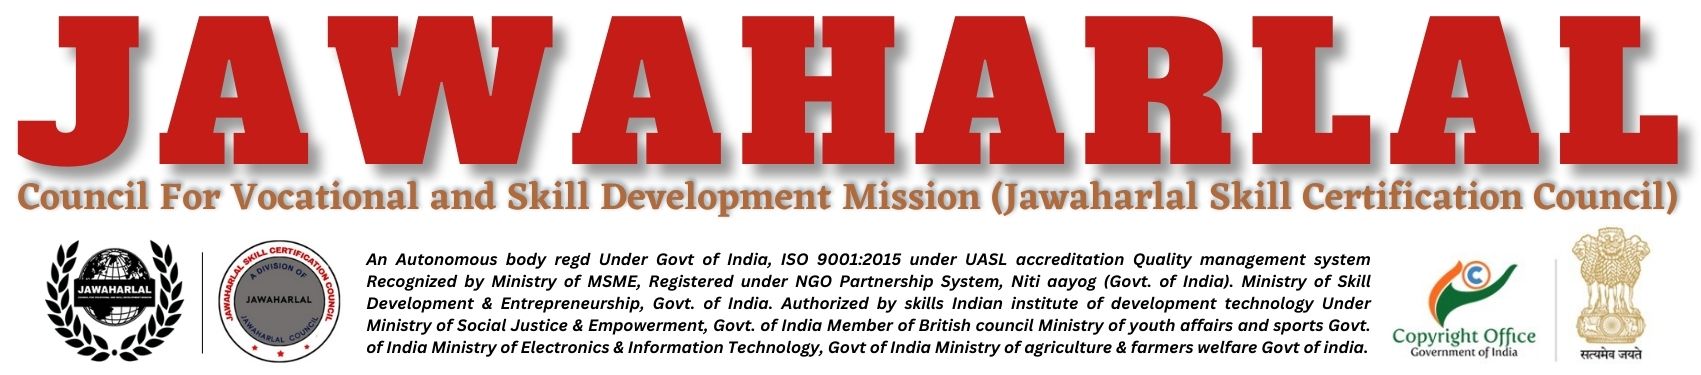 JAWAHARLAL
Council For Vocational and Skill Development Mission (Jawaharlal Skill Certification Council)
JAWAHARLAL
JAWAHARLAL SKILL CERTIFICATION COUNCIL
A DIVISION OF
JAWAHARLAL
JAWAHARLAL COUNCIL
An Autonomous body regd Under Govt of India, ISO 9001:2015 under UASL accreditation Quality management system
Recognized by Ministry of MSME, Registered under NGO Partnership System, Niti aayog (Govt. of India). Ministry of Skill
Development & Entrepreneurship, Govt. of India. Authorized by skills Indian institute of development technology Under
Ministry of Social Justice & Empowerment, Govt. of India Member of British council Ministry of youth affairs and sports Govt.
of India Ministry of Electronics & Information Technology, Govt of India Ministry of agriculture & farmers welfare Govt of india.
C
Copyright Office
Government of India
सत्यमेव जयते